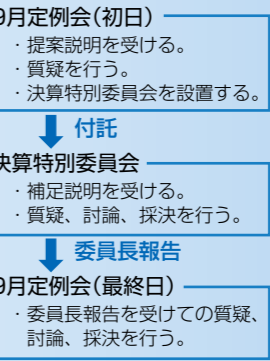 9月定例会(初日)
・提案説明を受ける。
・質疑を行う。
・決算特別委員会を設置する。
付託
決算特別委員会
・補足説明を受ける。
・質疑、討論、採決を行う。
委員長報告
9月定例会(最終日)
・委員長報告を受けての質疑、
討論、採決を行う。